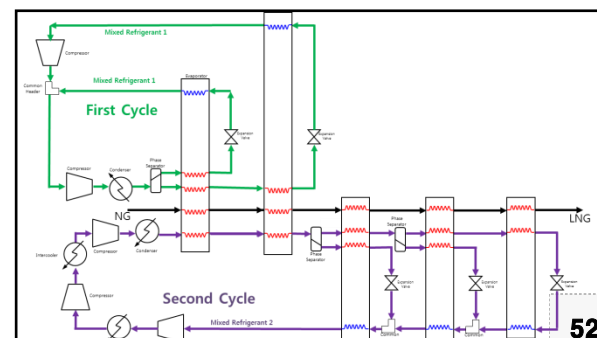 Mixed Refrigerant 1
Compressor
Mixed Refrigerant 1
Evaporator
Common
Header
First Cycle
Expansion
Valve
Expansion
Valve
Phase
Separator
Compressor
Condenser
NG
LNG
Phase
Separator
Intercooler
Compressor
Condenser
Phase
Separator
Expansion
Valve
Expansion
Valve
Expansion
Valve
Compressor
Second Cycle
Common
Common
Mixed Refrigerant 2
52